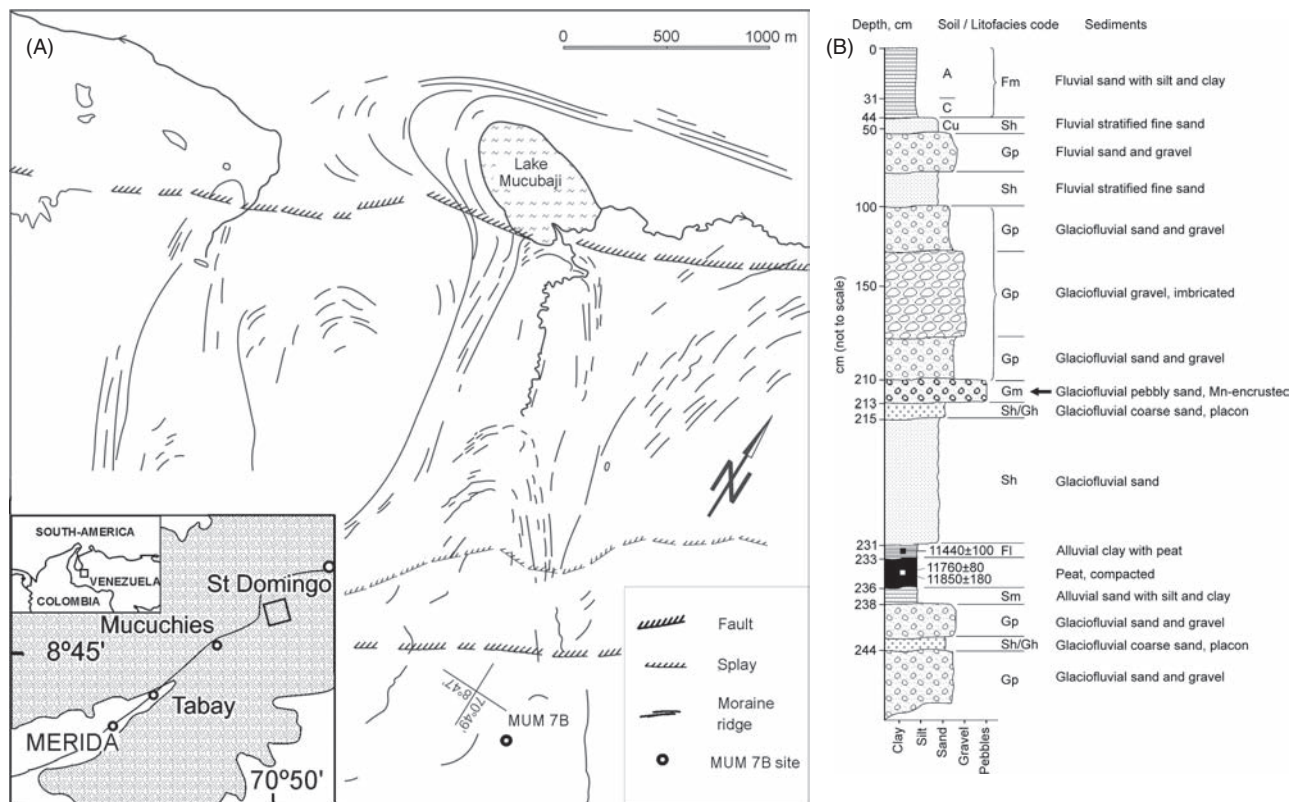 (A)
0 500 1000 m
Lake
Mucubaji
N
SOUTH-AMERICA
VENEZUELA
COLOMBIA
St Domingo
Mucuchies
8º45'
Tabay
MERIDA
70º50'
70º49'
8º47'
MUM 7B
Fault
Splay
Moraine
ridge
MUM 7B site
(B)
Depth, cm Soil / Litofacies code Sediments
0
A
Fm Fluvial sand with silt and clay
31
C
44
Cu Sh Fluvial stratified fine sand
50
Gp Fluvial sand and gravel
Sh Fluvial stratified fine sand
100
Gp Glaciofluvial sand and gravel
150
Gp Glaciofluvial gravel, imbricated
cm (not to scale)
Gp Glaciofluvial sand and gravel
210
Gm Glaciofluvial pebbly sand, Mn-encrusted
213
Sh/Gh Glaciofluvial coarse sand, placon
215
Sh Glaciofluvial sand
231
11440±100 Fl Alluvial clay with peat
233
11760±80
11850±180 Peat, compacted
236
Sm Alluvial sand with silt and clay
238
Gp Glaciofluvial sand and gravel
Sh/Gh Glaciofluvial coarse sand, placon
244
Gp Glaciofluvial sand and gravel
Clay
Silt
Sand
Gravel
Pebbles